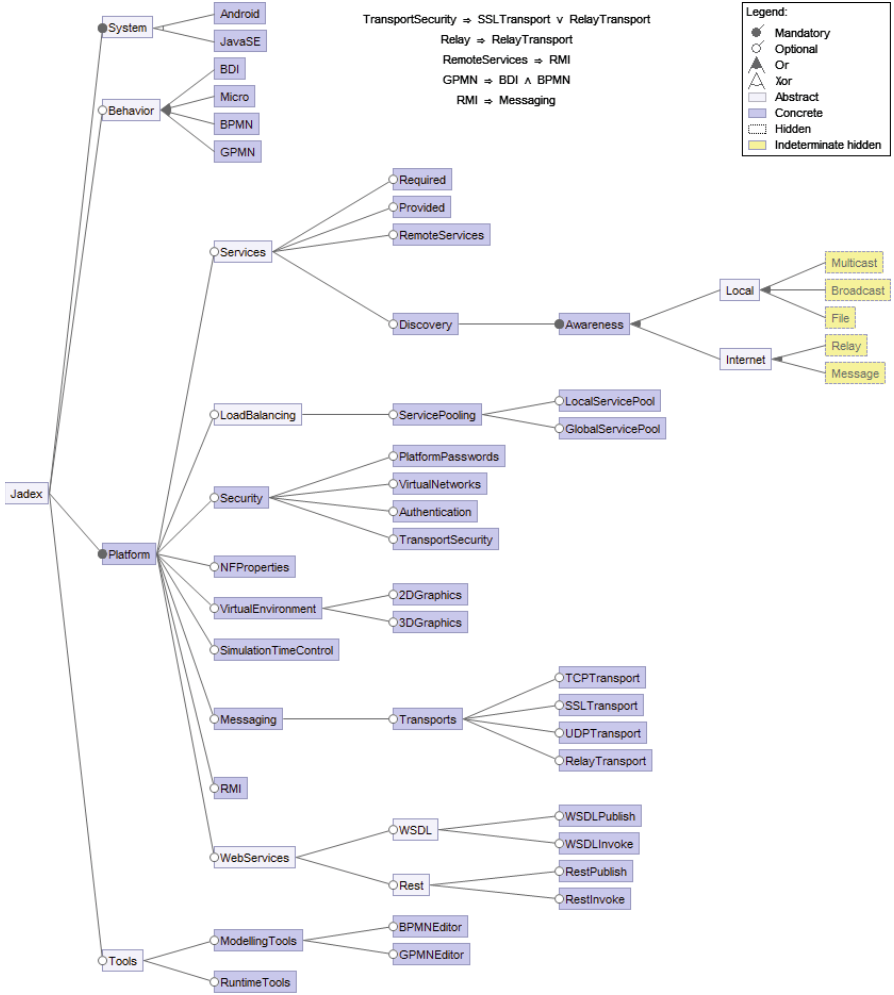 TransportSecurity ⇒ SSLTransport ∨ RelayTransport
Relay ⇒ RelayTransport
RemoteServices ⇒ RMI
GPMN ⇒ BDI ∧ BPMN
RMI ⇒ Messaging
Legend:
Mandatory
Optional
Or
Xor
Abstract
Concrete
Hidden
Indeterminate hidden
Jadex
System
Android
JavaSE
Behavior
BDI
Micro
BPMN
GPMN
Platform
Services
Required
Provided
RemoteServices
Discovery
Awareness
Local
Multicast
Broadcast
File
Internet
Relay
Message
LoadBalancing
ServicePooling
LocalServicePool
GlobalServicePool
Security
PlatformPasswords
VirtualNetworks
Authentication
TransportSecurity
NFProperties
VirtualEnvironment
2DGraphics
3DGraphics
SimulationTimeControl
Messaging
Transports
TCPTransport
SSLTransport
UDPTransport
RelayTransport
RMI
WebServices
WSDL
WSDLPublish
WSDLInvoke
Rest
RestPublish
RestInvoke
Tools
ModellingTools
BPMNEditor
GPMNEditor
RuntimeTools